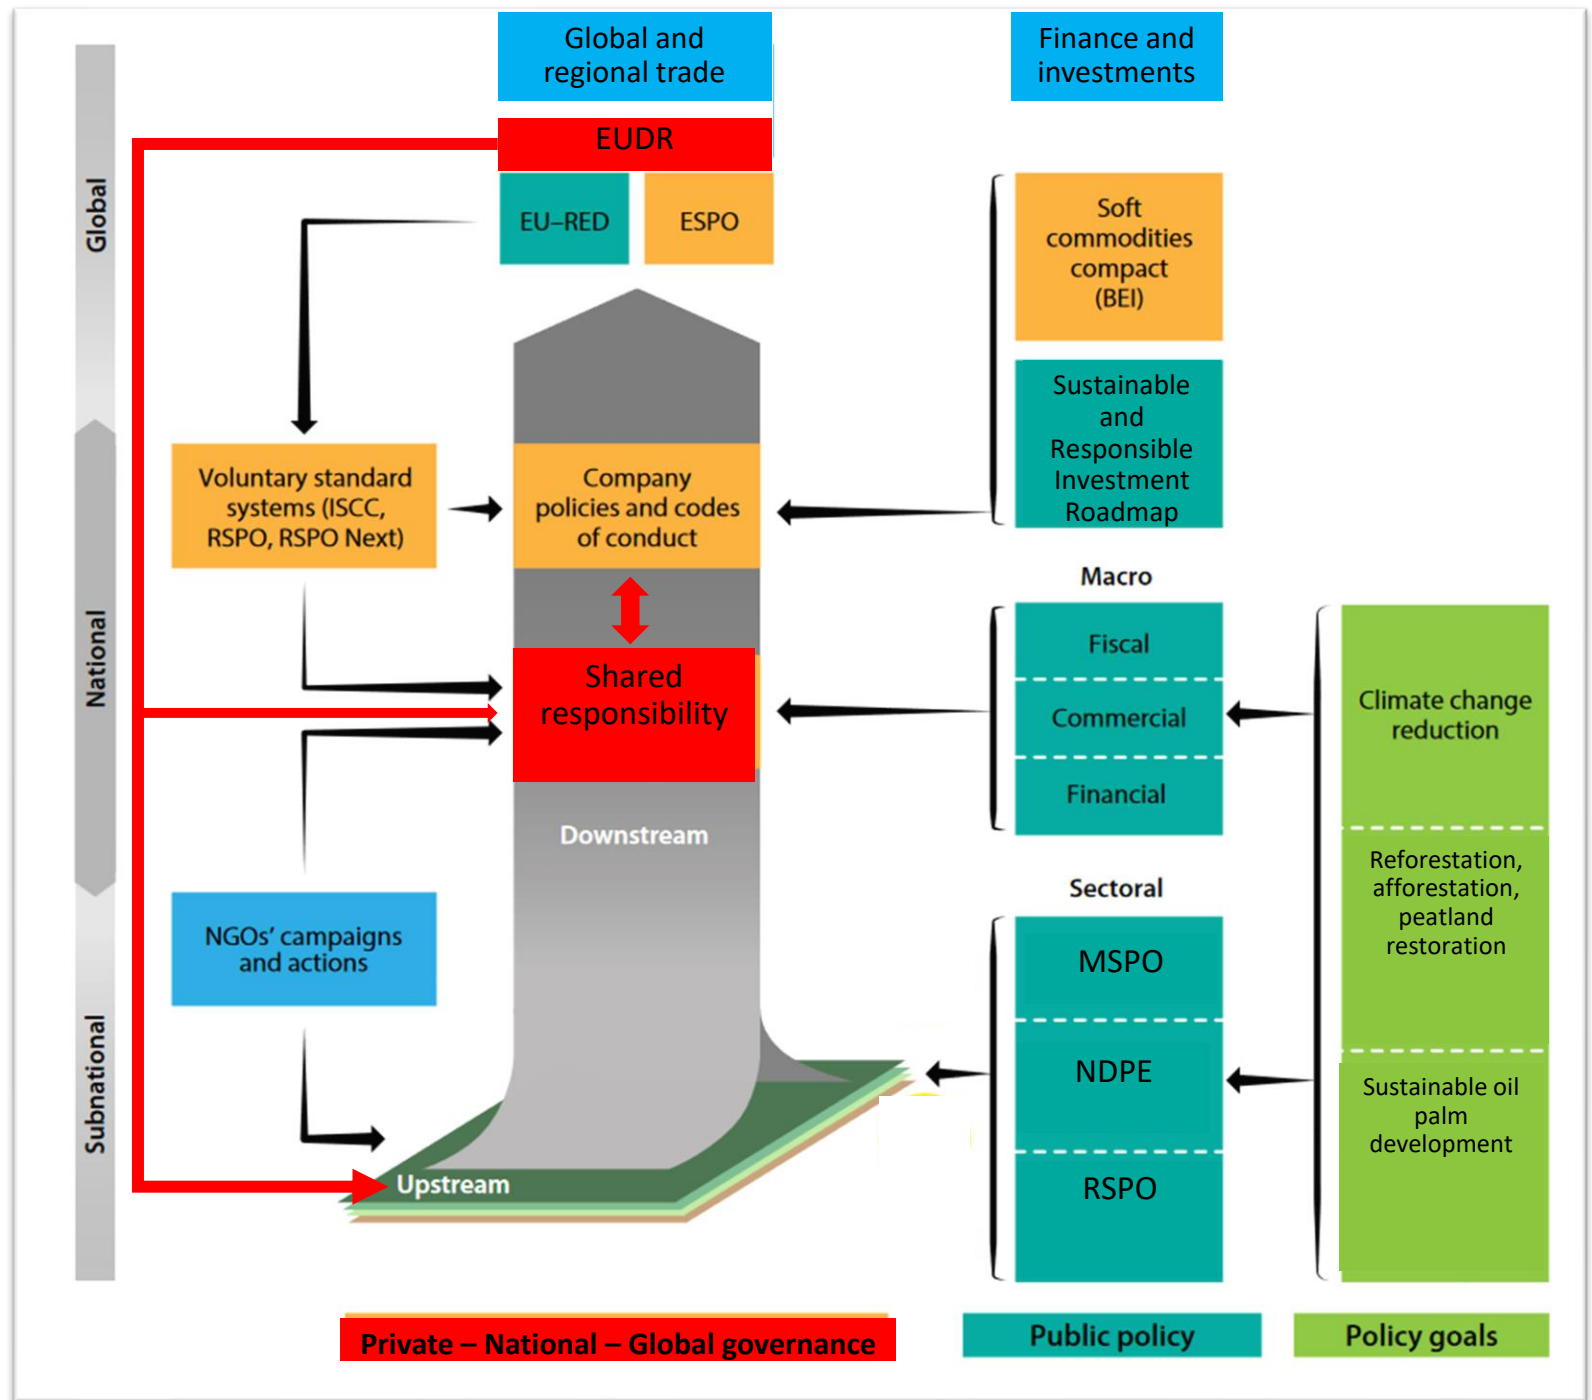 Global and
regional trade
Finance and
investments
EUDR
EU–RED
ESPO
Soft
commodities
compact
(BEI)
Global
Sustainable
and
Responsible
Investment
Roadmap
Voluntary standard
systems (ISCC,
RSPO, RSPO Next)
Company
policies and codes
of conduct
Macro
Fiscal
Commercial
Financial
National
Shared
responsibility
Climate change
reduction
Downstream
Reforestation,
afforestation,
peatland
restoration
Sectoral
NGOs’ campaigns
and actions
MSPO
NDPE
RSPO
Subnational
Sustainable oil
palm
development
Upstream
Private – National – Global governance
Public policy
Policy goals